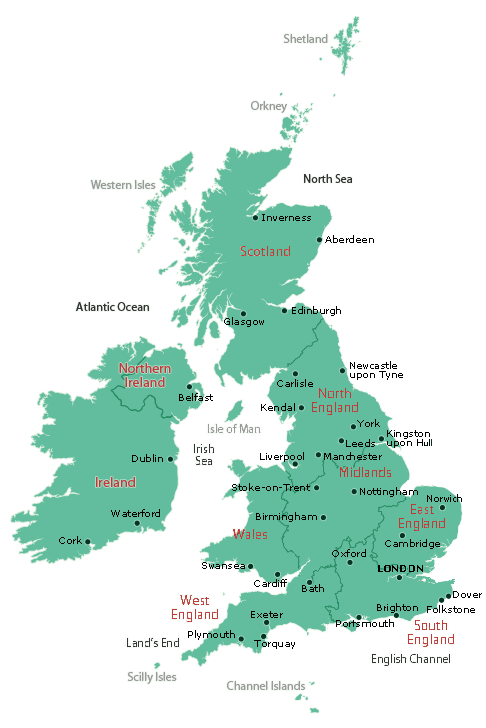 Shetland
Orkney
North Sea
Western Isles
Inverness
Aberdeen
Scotland
Atlantic Ocean
Edinburgh
Glasgow
Northern
Ireland
Newcastle
upon Tyne
Carlisle
Belfast
North
England
Kendal
Isle of Man
York
Kingston
upon Hull
Leeds
Irish
Sea
Dublin
Liverpool
Manchester
Midlands
Ireland
Stoke-on-Trent
Nottingham
Norwich
Waterford
Birmingham
East
England
Wales
Cork
Cambridge
Oxford
Swansea
Cardiff
LONDON
Bath
Dover
Folkstone
West
England
Exeter
Brighton
Portsmouth
South
England
Plymouth
Torquay
Land's End
English Channel
Scilly Isles
Channel Islands